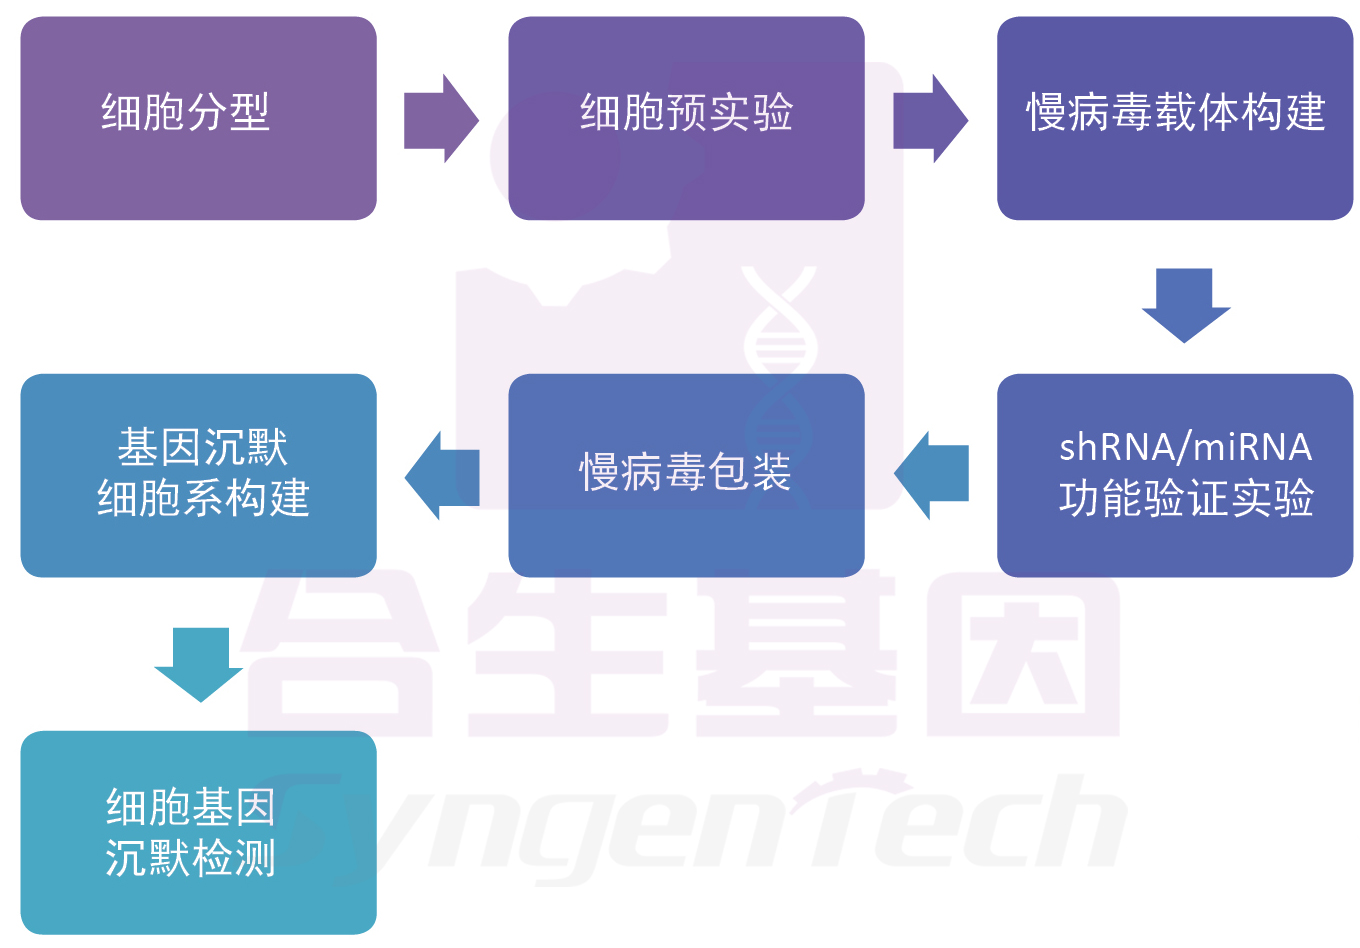 细胞分型
细胞预实验
慢病毒载体构建
shRNA/miRNA
功能验证实验
慢病毒包装
基因沉默
细胞系构建
细胞基因
沉默检测
合生基因
SyngenTech